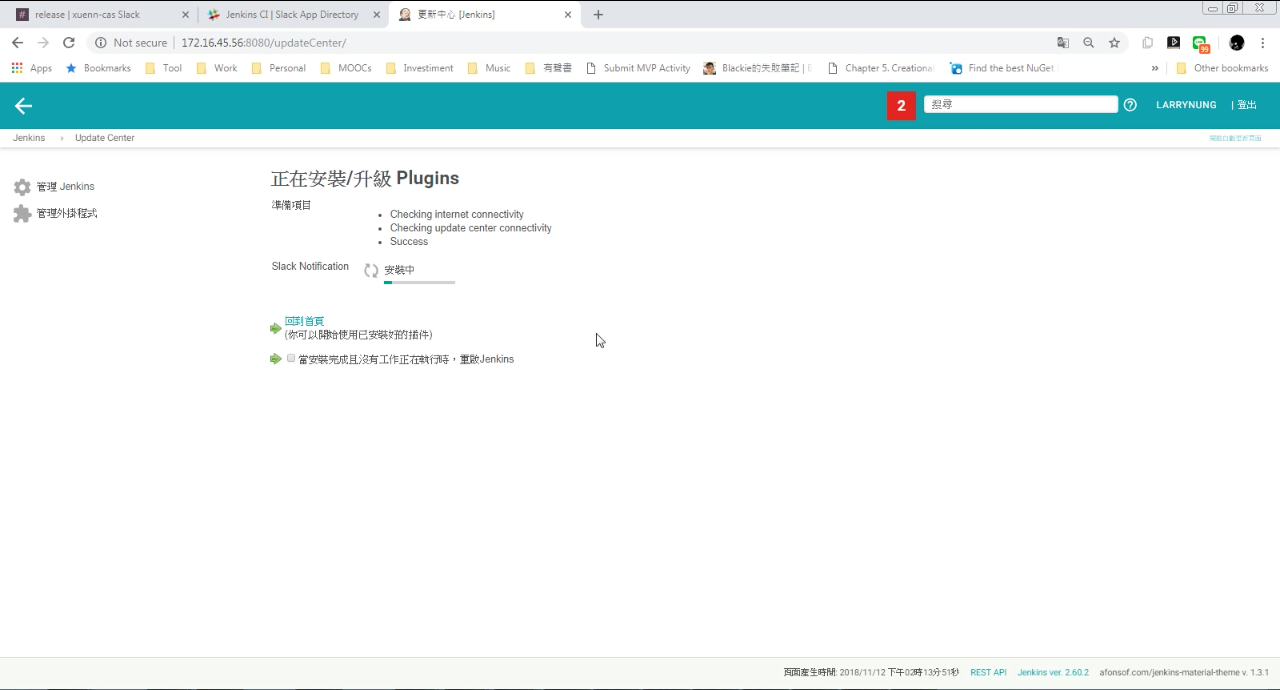 release | xuenn-cas Slack
Jenkins CI | Slack App Directory
更新中心 [Jenkins]
Not secure | 172.16.45.56:8080/updateCenter/
99
Apps Bookmarks Tool Work Personal MOOCs Investiment Music 有聲書 Submit MVP Activity Blackie的失敗筆記 | Chapter 5. Creational Find the best NuGet » Other bookmarks
2 搜尋 LARRYNUNG | 登出
Jenkins › Update Center
開啟自動更新頁面
管理 Jenkins
管理外掛程式
正在安裝/升級 Plugins
準備項目
• Checking internet connectivity
• Checking update center connectivity
• Success
Slack Notification 安裝中
回到首頁
(你可以開始使用已安裝好的插件)
當安裝完成且沒有工作正在執行時，重啟Jenkins
頁面產生時間: 2018/11/12 下午02時13分51秒 REST API Jenkins ver. 2.60.2 afonsof.com/jenkins-material-theme v. 1.3.1